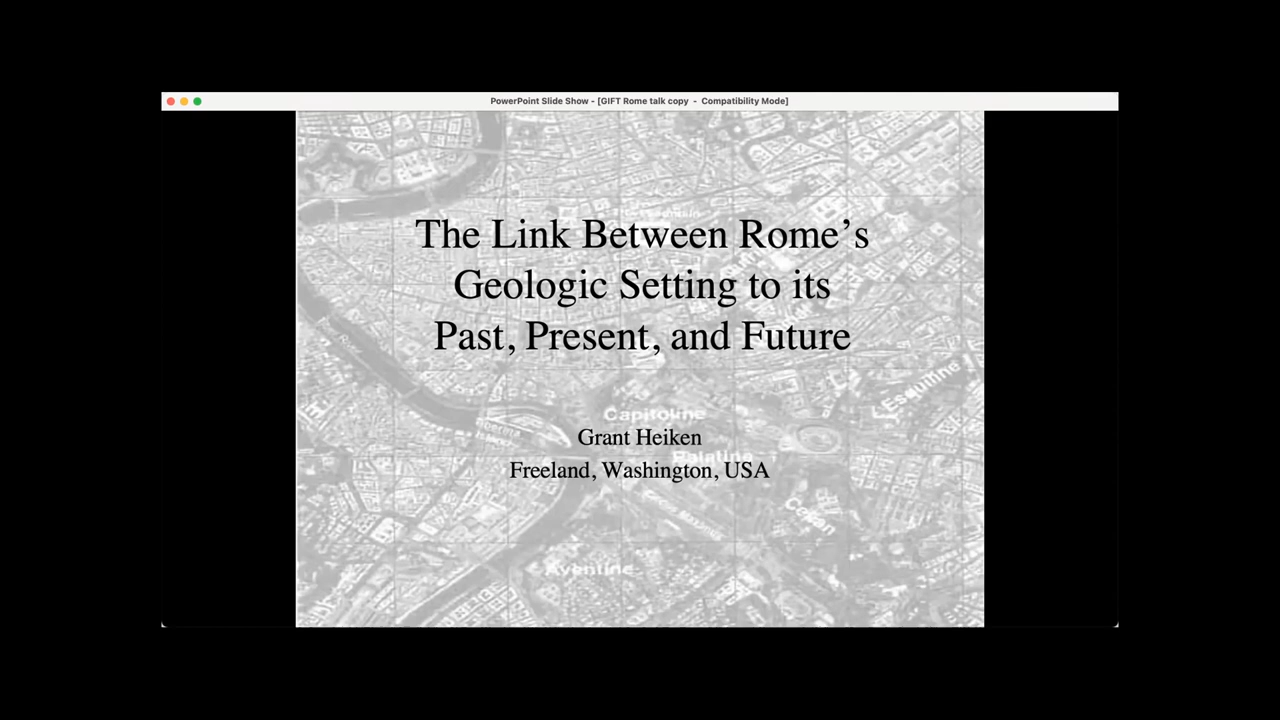 PowerPoint Slide Show - [GIFT Rome talk copy - Compatibility Mode]
The Link Between Rome’s
Geologic Setting to its
Past, Present, and Future
Esquiline
Capitoline
Grant Heiken
Palatine
Freeland, Washington, USA
Celian
Aventine